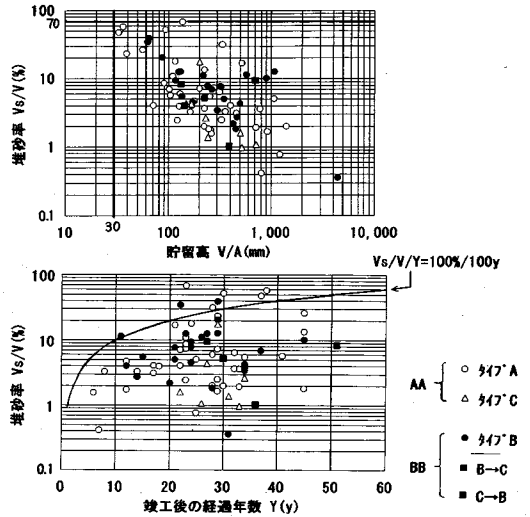 100
70
10
1
0.1
堆砂率 Vs/V(%)
10
30
100
1,000
10,000
貯留高 V/A(mm)
Vs/V/Y=100%/100y
100
10
1
0.1
堆砂率 Vs/V(%)
0
10
20
30
40
50
60
竣工後の経過年数 Y(y)
AA
○ ﾀｲﾌﾟA
△ ﾀｲﾌﾟC
BB
● ﾀｲﾌﾟB
■ B→C
■ C→B